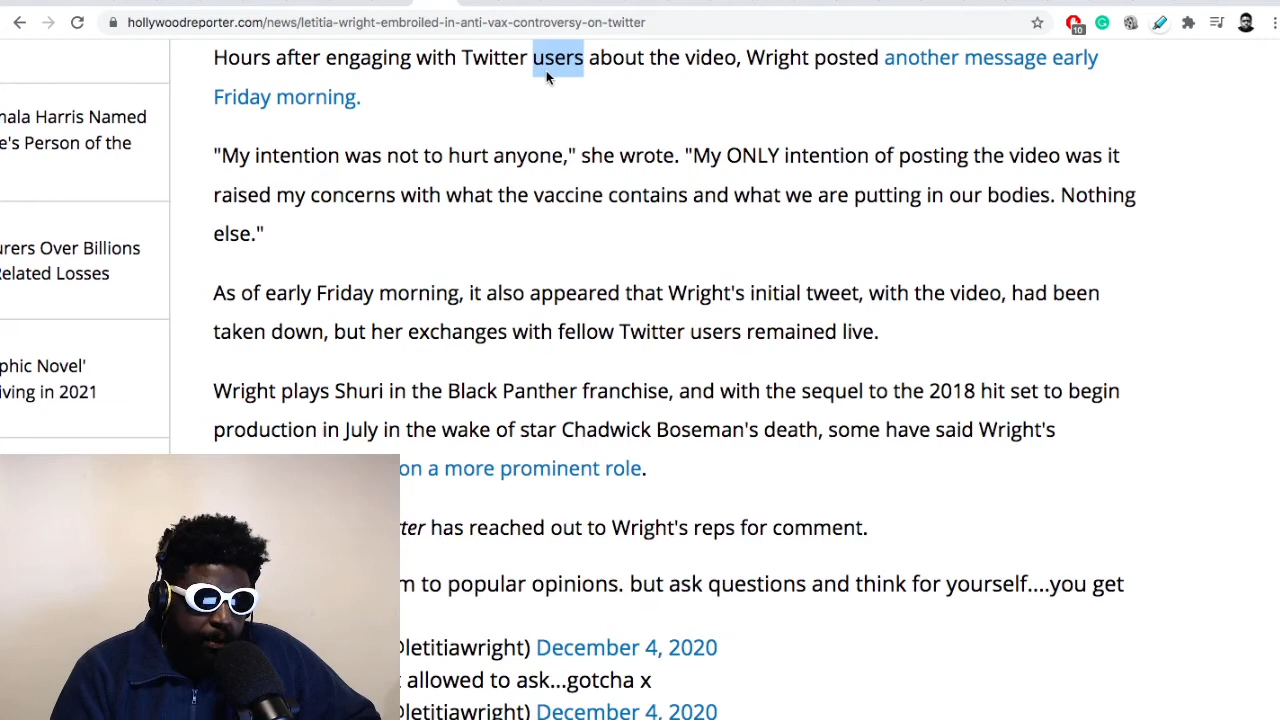 hollywoodreporter.com/news/letitia-wright-embroiled-in-anti-vax-controversy-on-twitter
10
Hours after engaging with Twitter users about the video, Wright posted another message early
Friday morning.
mala Harris Named
e's Person of the
"My intention was not to hurt anyone," she wrote. "My ONLY intention of posting the video was it
raised my concerns with what the vaccine contains and what we are putting in our bodies. Nothing
else."
urers Over Billions
Related Losses
As of early Friday morning, it also appeared that Wright's initial tweet, with the video, had been
taken down, but her exchanges with fellow Twitter users remained live.
phic Novel'
iving in 2021
Wright plays Shuri in the Black Panther franchise, and with the sequel to the 2018 hit set to begin
production in July in the wake of star Chadwick Boseman's death, some have said Wright's
on a more prominent role.
rter has reached out to Wright's reps for comment.
m to popular opinions. but ask questions and think for yourself....you get
letitiawright) December 4, 2020
t allowed to ask...gotcha x
letitiawright) December 4, 2020